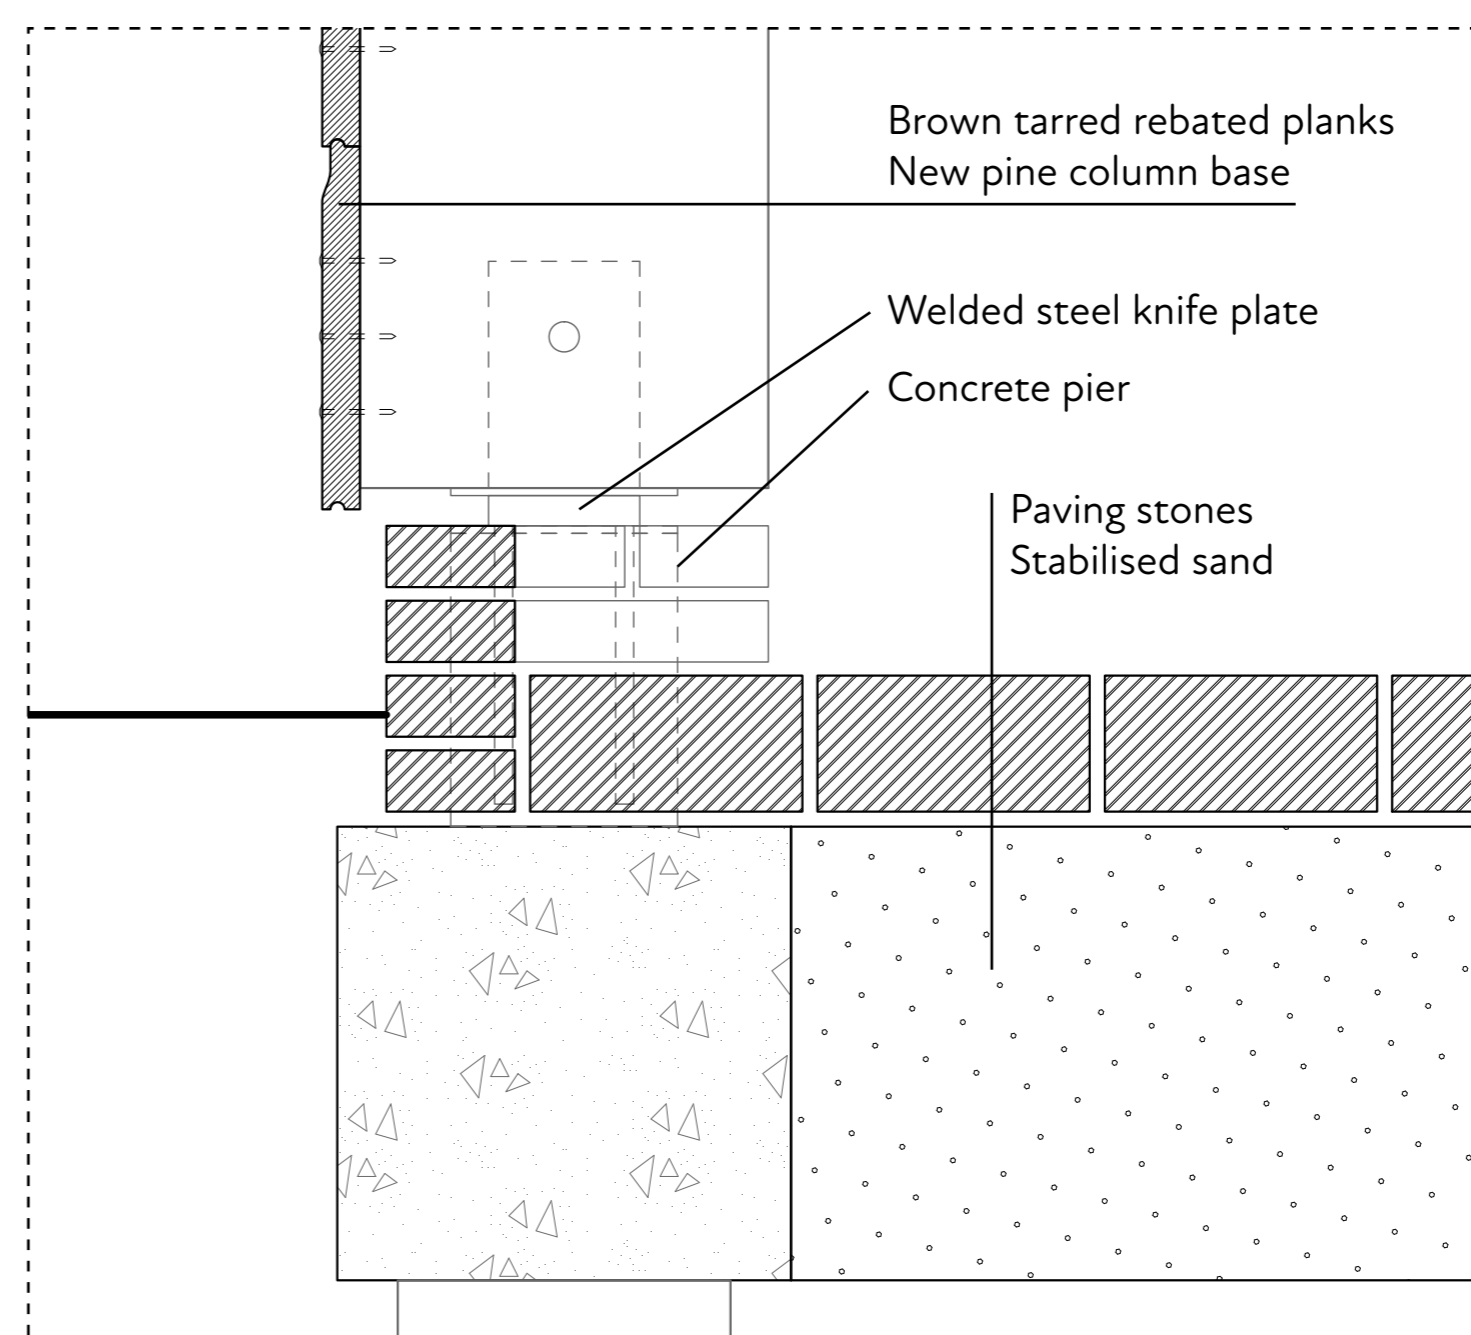 Brown tarred rebated planks
New pine column base
Welded steel knife plate
Concrete pier
Paving stones
Stabilised sand